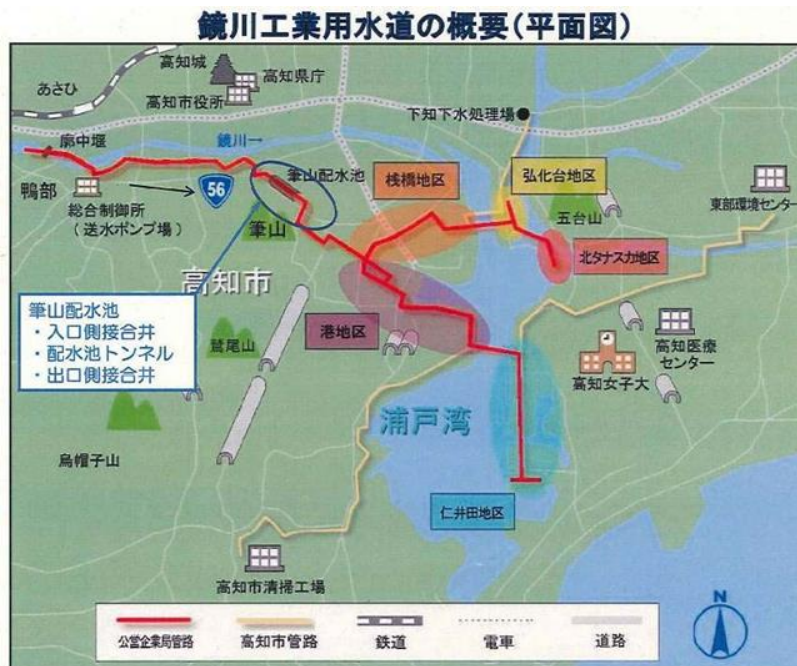 鏡川工業用水道の概要(平面図)
高知城
高知県庁
あさひ
高知市役所
下知下水処理場
廓中堰
鏡川→
筆山配水池
桟橋地区
弘化台地区
鴨部
56
総合制御所
(送水ポンプ場)
五台山
東部環境センター
筆山
北タナスカ地区
高知市
筆山配水池
・入口側接合井
・配水池トンネル
・出口側接合井
港地区
鷲尾山
高知医療
センター
高知女子大
浦戸湾
烏帽子山
仁井田地区
高知市清掃工場
N
公営企業局管路
高知市管路
鉄道
電車
道路